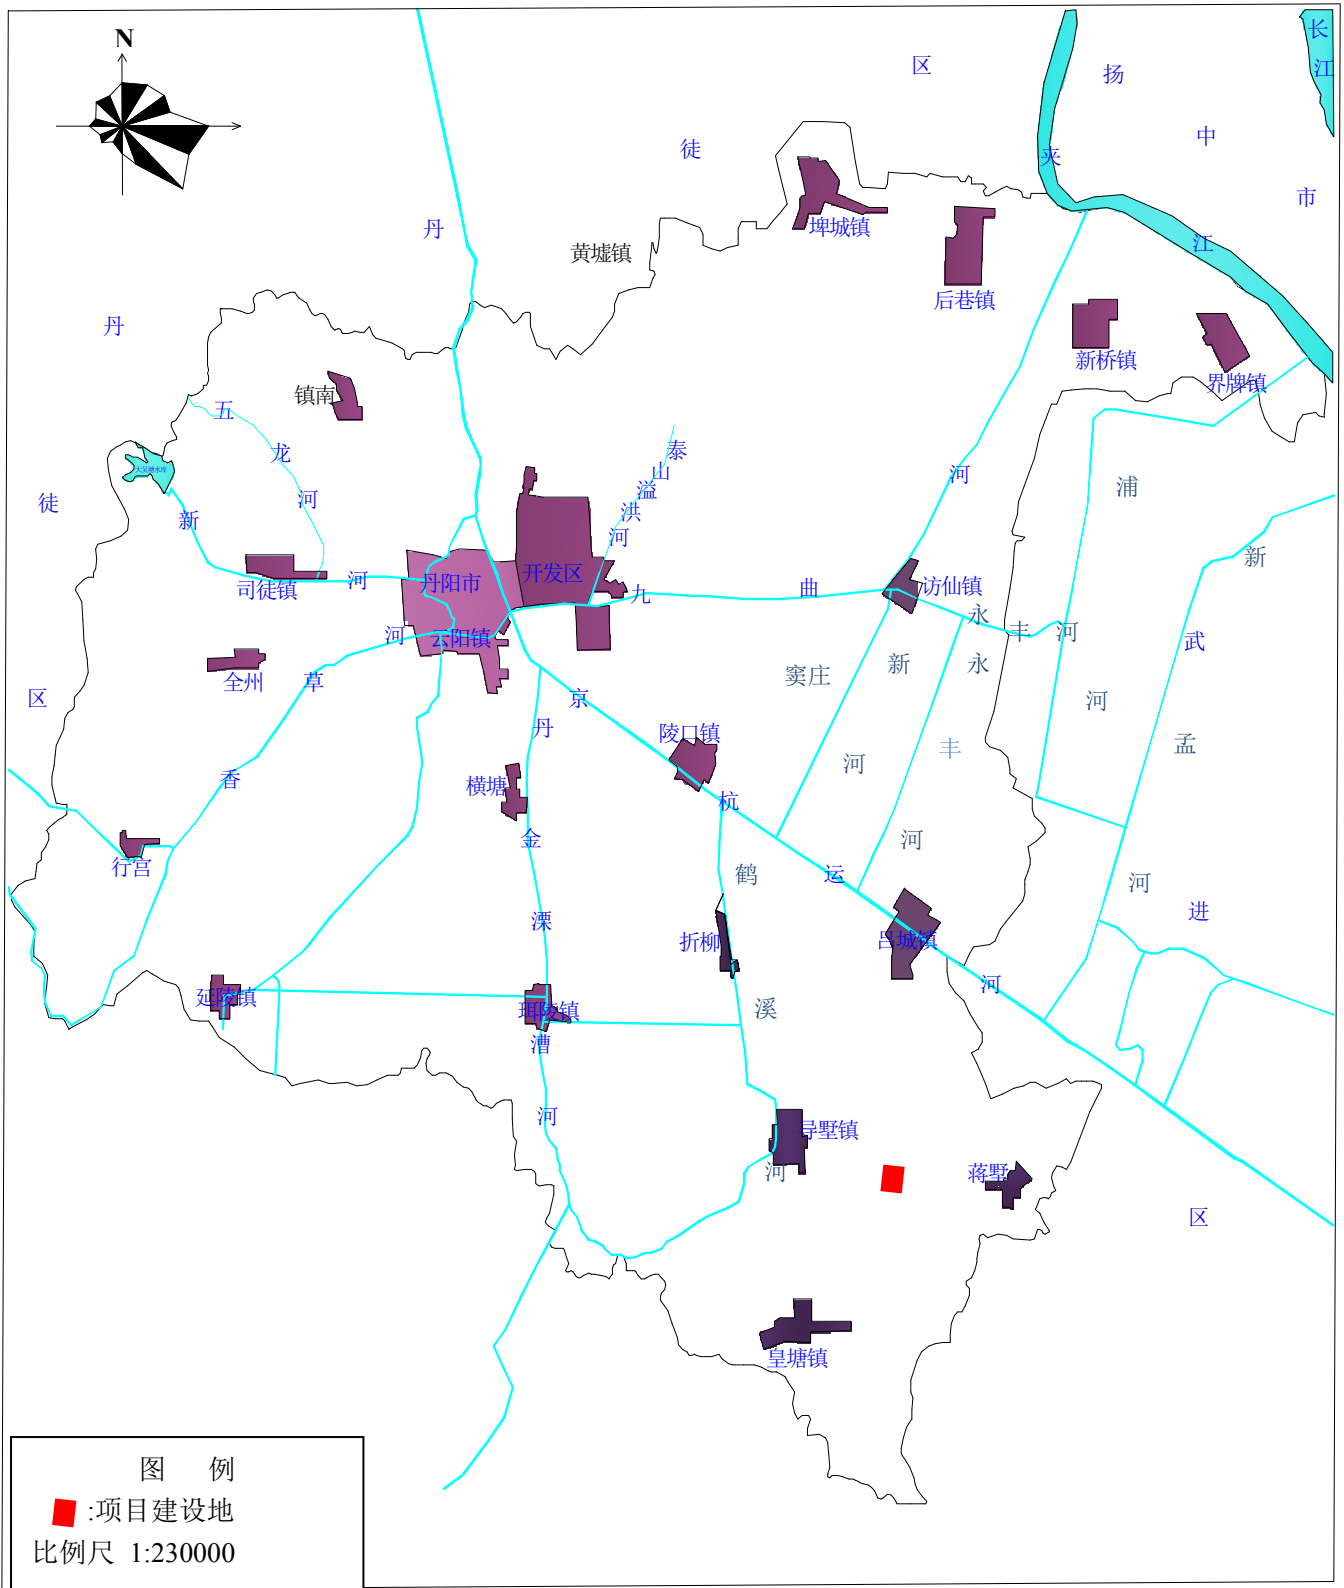 N
长
江
区
扬
中
市
徒
夹
江
丹
黄墟镇
埤城镇
后巷镇
丹
新桥镇
界牌镇
镇南
五
龙
河
泰
山
溢
洪
河
大吴塘水库
徒
新
河
河
浦
新
司徒镇
丹阳市
开发区
九
曲
访仙镇
永
丰
河
武
河
云阳镇
全州
草
区
窦庄
新
永
河
京
丹
陵口镇
丰
孟
河
香
横塘
杭
金
河
行宫
鹤
运
河
进
溧
折柳
吕城镇
河
延陵镇
珥陵镇
溪
漕
河
导墅镇
河
蒋墅
区
皇塘镇
图 例
:项目建设地
比例尺 1:230000